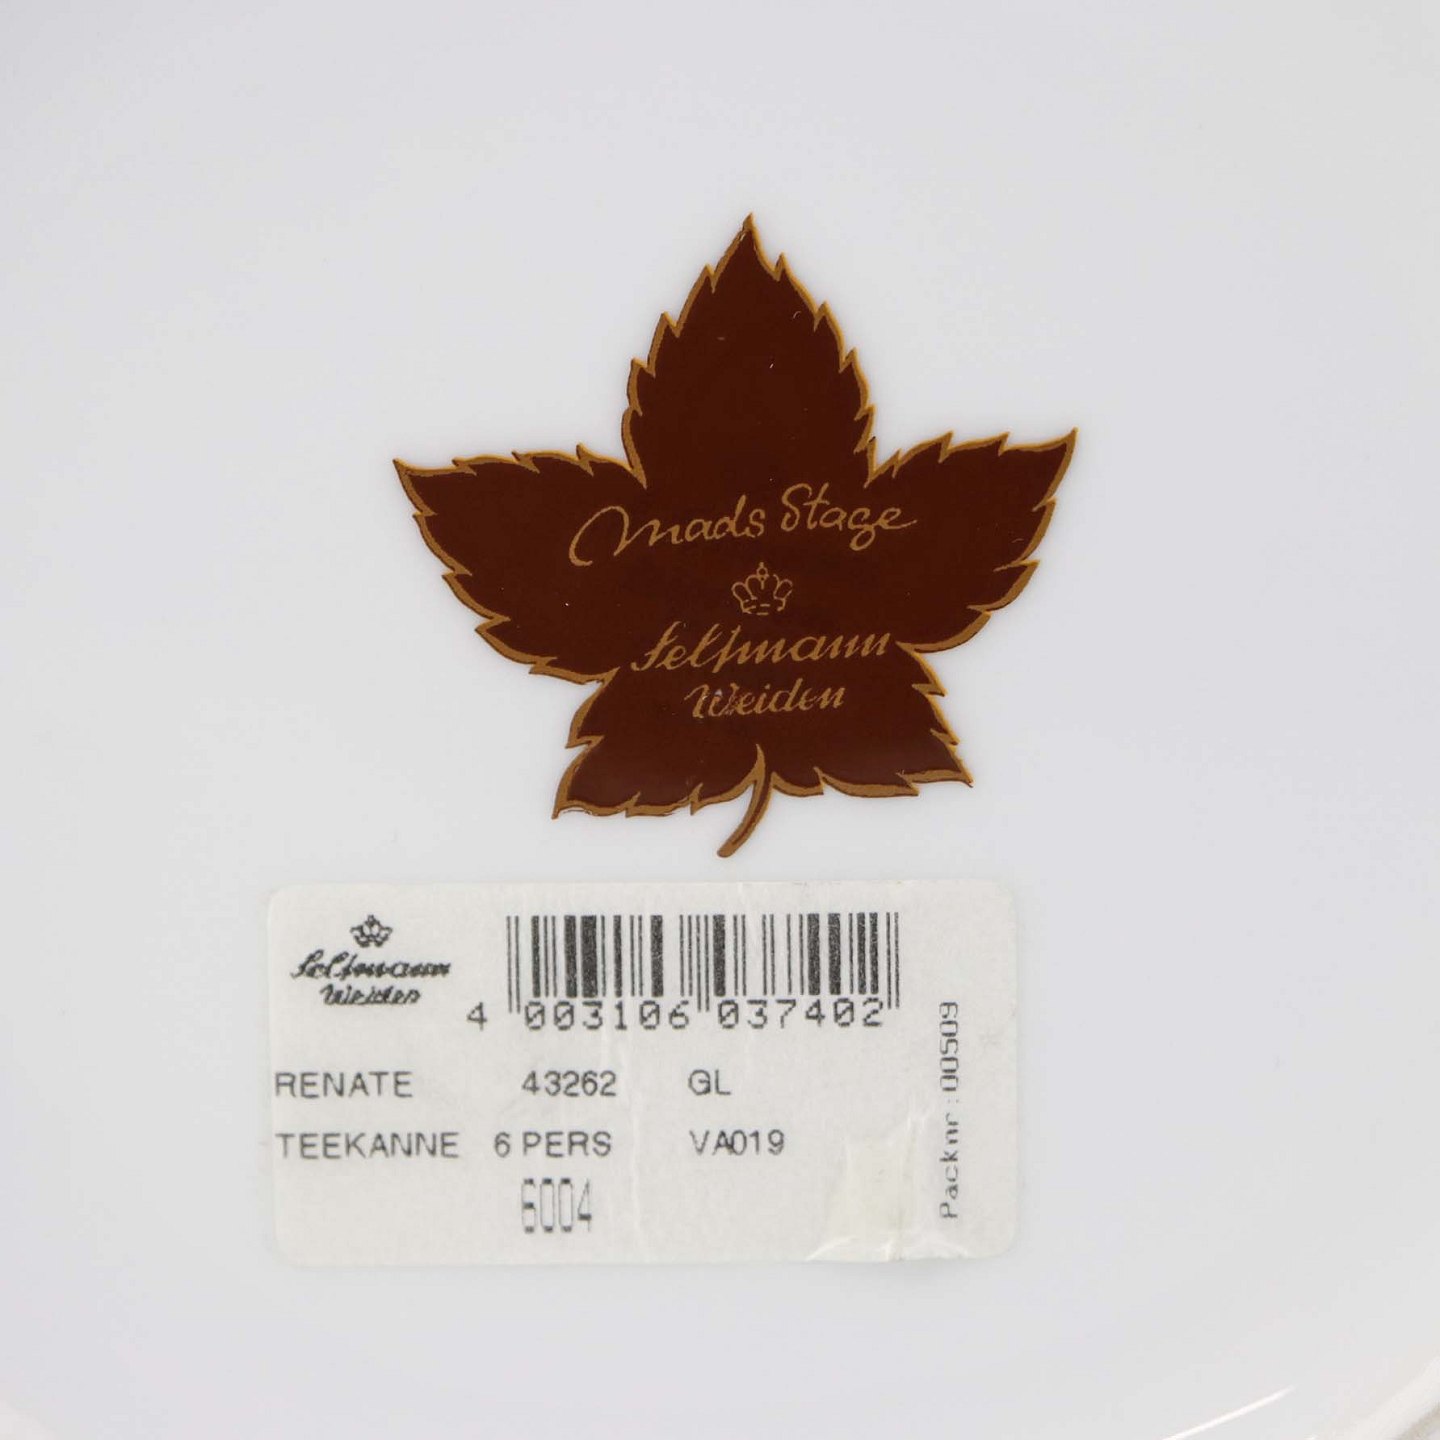 Mads Stage
Seltmann
Weiden
Seltmann
Weiden
4 003106 037402
RENATE 43262 GL
TEEKANNE 6 PERS VA019
6004
Packnr: 00509